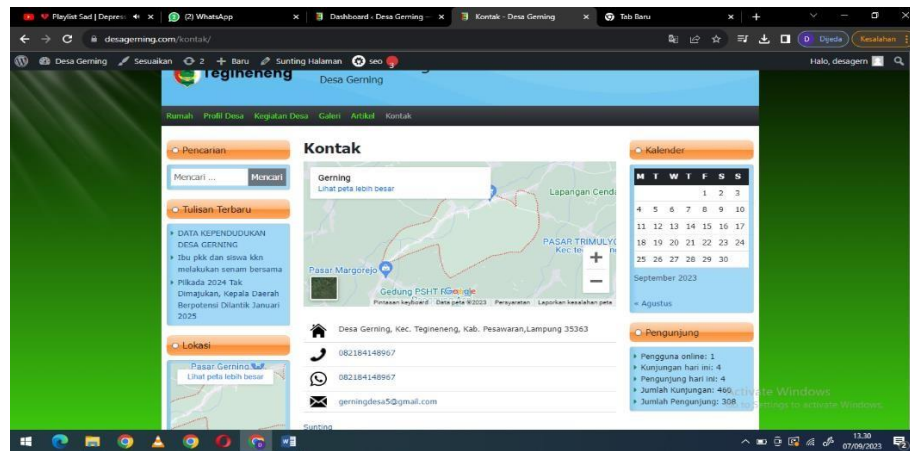 Playlist Sad | Depres
(2) WhatsApp
Dashboard ‹ Desa Gerning —
Kontak – Desa Gerning
Tab Baru
desagerning.com/kontak/
D Dijeda
Kesalahan
Desa Gerning
Sesuaikan
2
+ Baru
Sunting Halaman
seo
Halo, desagern
Tegineneng
Desa Gerning
Rumah Profil Desa Kegiatan Desa Galeri Artikel Kontak
Pencarian
Mencari ...
Mencari
Tulisan Terbaru
DATA KEPENDUDUKAN
DESA GERNING
Ibu pkk dan siswa kkn
melakukan senam bersama
Pilkada 2024 Tak
Dimajukan, Kepala Daerah
Berpotensi Dilantik Januari
2025
Lokasi
Pasar Gerning
Lihat peta lebih besar
Kontak
Gerning
Lihat peta lebih besar
Lapangan Cend
PASAR TRIMULY
Pasar Margorejo
Gedung PSHT
Google
Pintasan keyboard
Data peta ©2023
Persyaratan
Laporkan kesalahan peta
Desa Gerning, Kec. Tegineneng, Kab. Pesawaran,Lampung 35363
082184148967
082184148967
gerningdesa5@gmail.com
Sunting
Kalender
M T W T F S S
1 2 3
4 5 6 7 8 9 10
11 12 13 14 15 16 17
18 19 20 21 22 23 24
25 26 27 28 29 30
September 2023
« Agustus
Pengunjung
Pengguna online: 1
Kunjungan hari ini: 4
Pengunjung hari ini: 4
Jumlah Kunjungan: 460
Jumlah Pengunjung: 308
Activate Windows
Settings to activate Windows.
13.30
07/09/2023